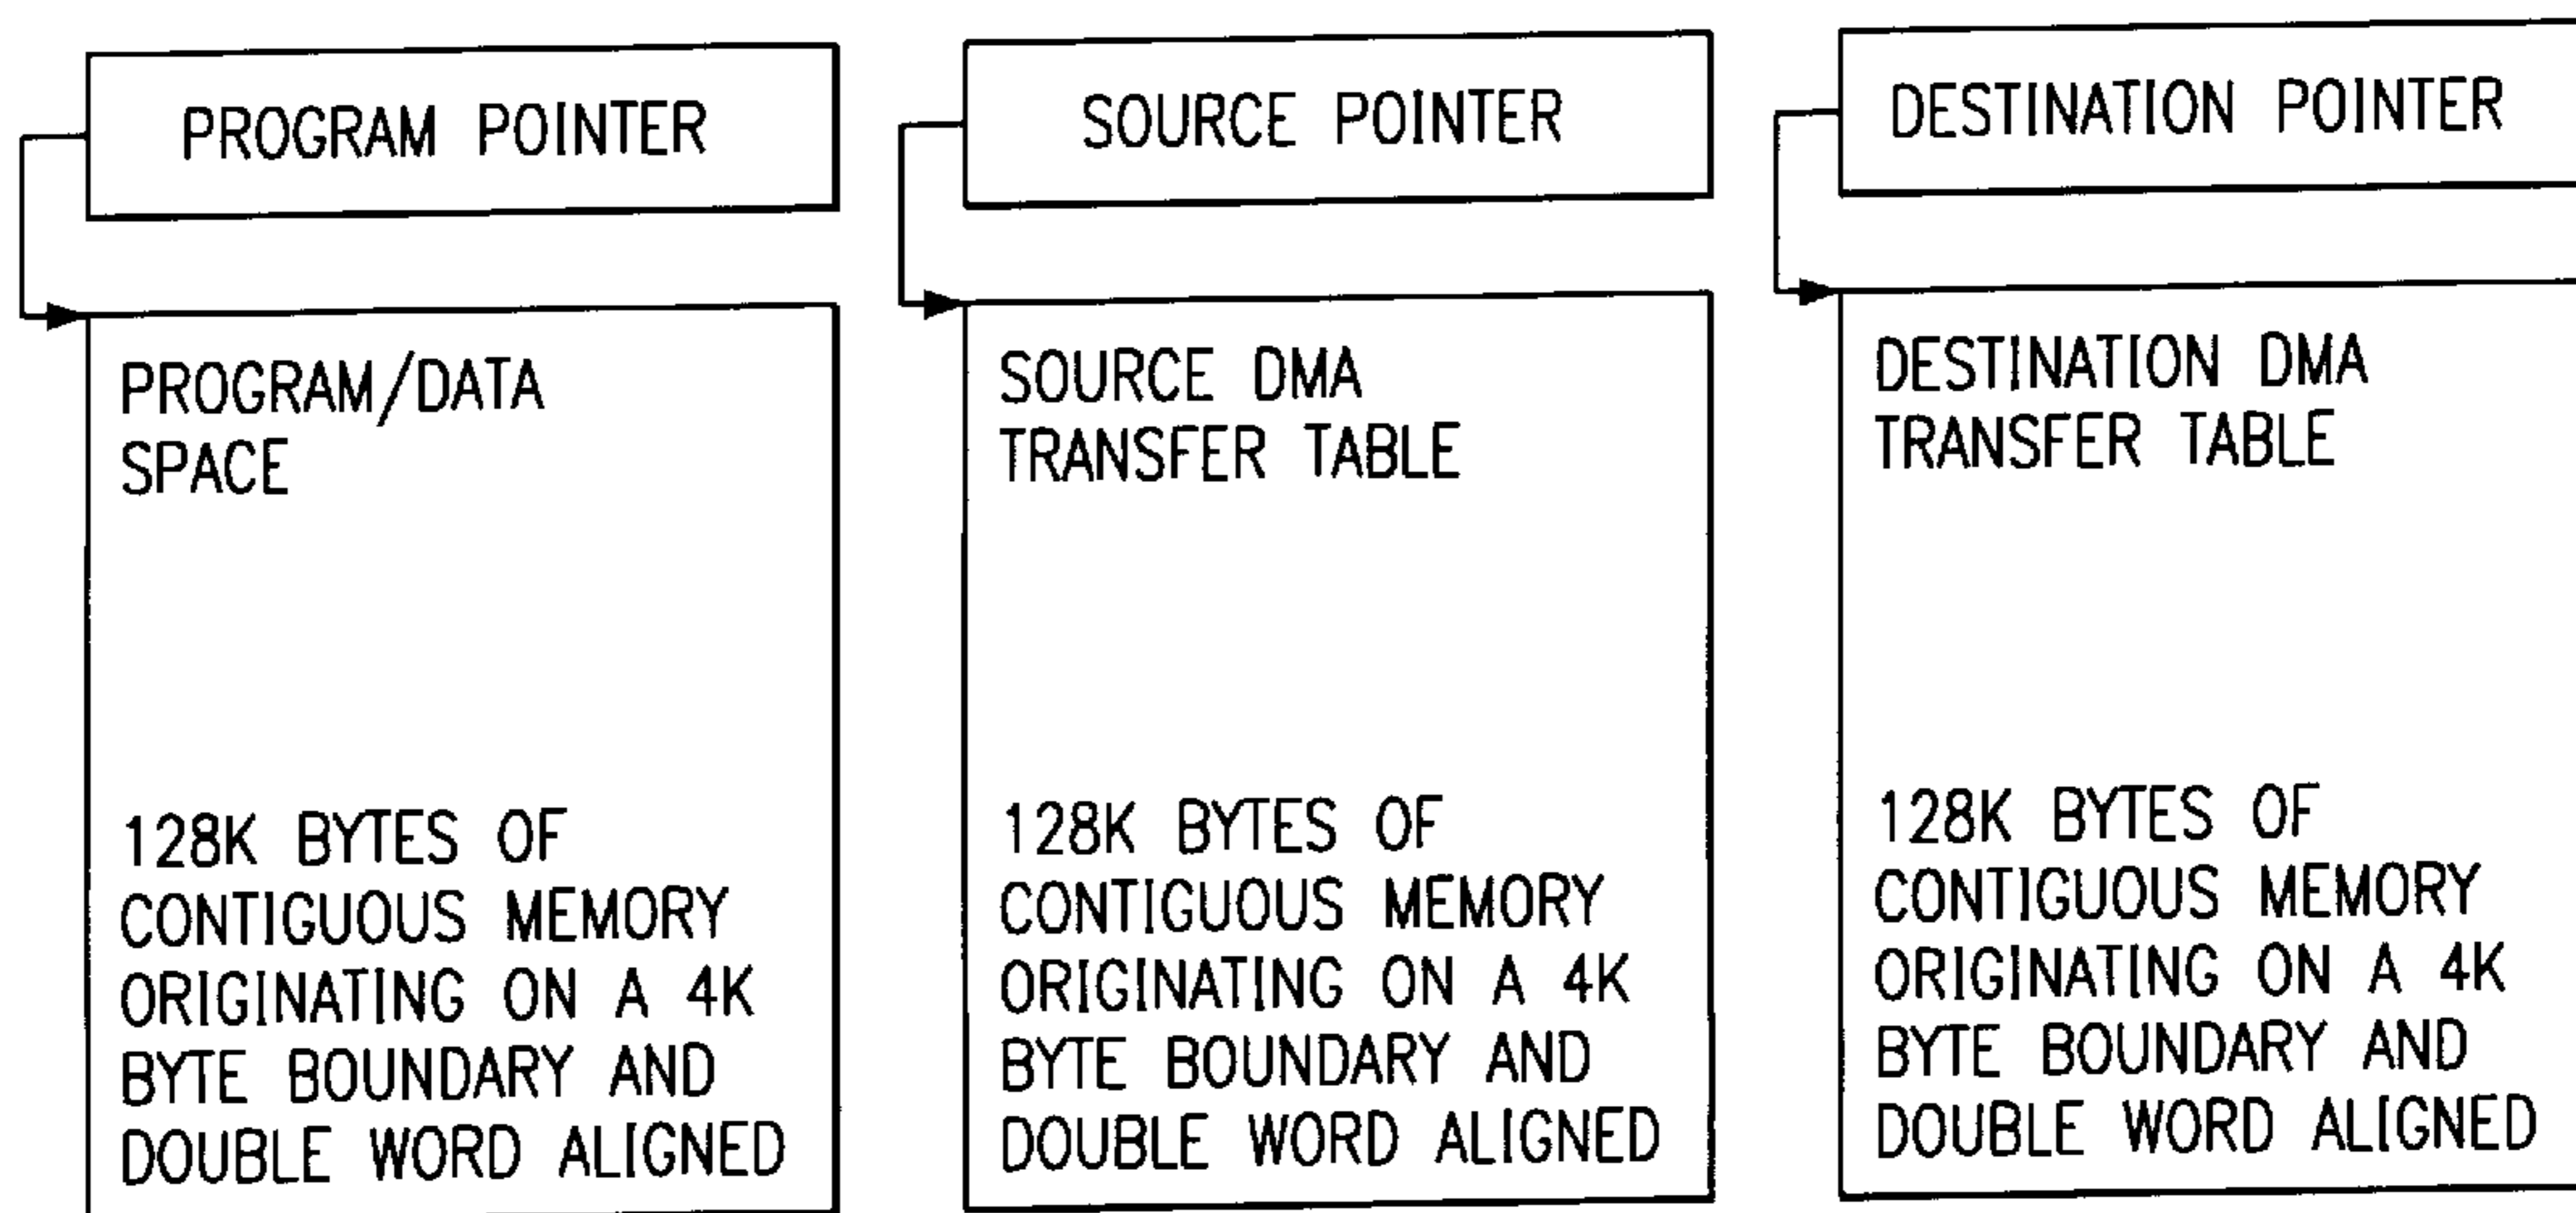 PROGRAM POINTER
PROGRAM/DATA
SPACE
128K BYTES OF
CONTIGUOUS MEMORY
ORIGINATING ON A 4K
BYTE BOUNDARY AND
DOUBLE WORD ALIGNED
SOURCE POINTER
SOURCE DMA
TRANSFER TABLE
128K BYTES OF
CONTIGUOUS MEMORY
ORIGINATING ON A 4K
BYTE BOUNDARY AND
DOUBLE WORD ALIGNED
DESTINATION POINTER
DESTINATION DMA
TRANSFER TABLE
128K BYTES OF
CONTIGUOUS MEMORY
ORIGINATING ON A 4K
BYTE BOUNDARY AND
DOUBLE WORD ALIGNED